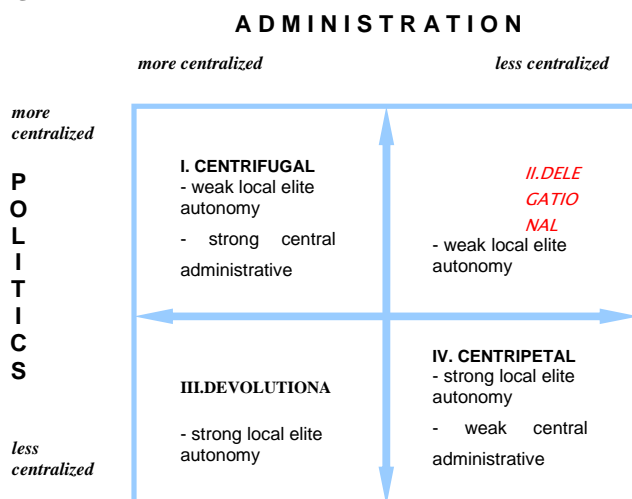 A D M I N I S T R A T I O N
more centralized
less centralized
more
centralized
P
O
L
I
T
I
C
S
less
centralized
I. CENTRIFUGAL
- weak local elite
autonomy
- strong central
administrative
II.DELE
GATIO
NAL
- weak local elite
autonomy
III.DEVOLUTIONA
- strong local elite
autonomy
IV. CENTRIPETAL
- strong local elite
autonomy
- weak central
administrative